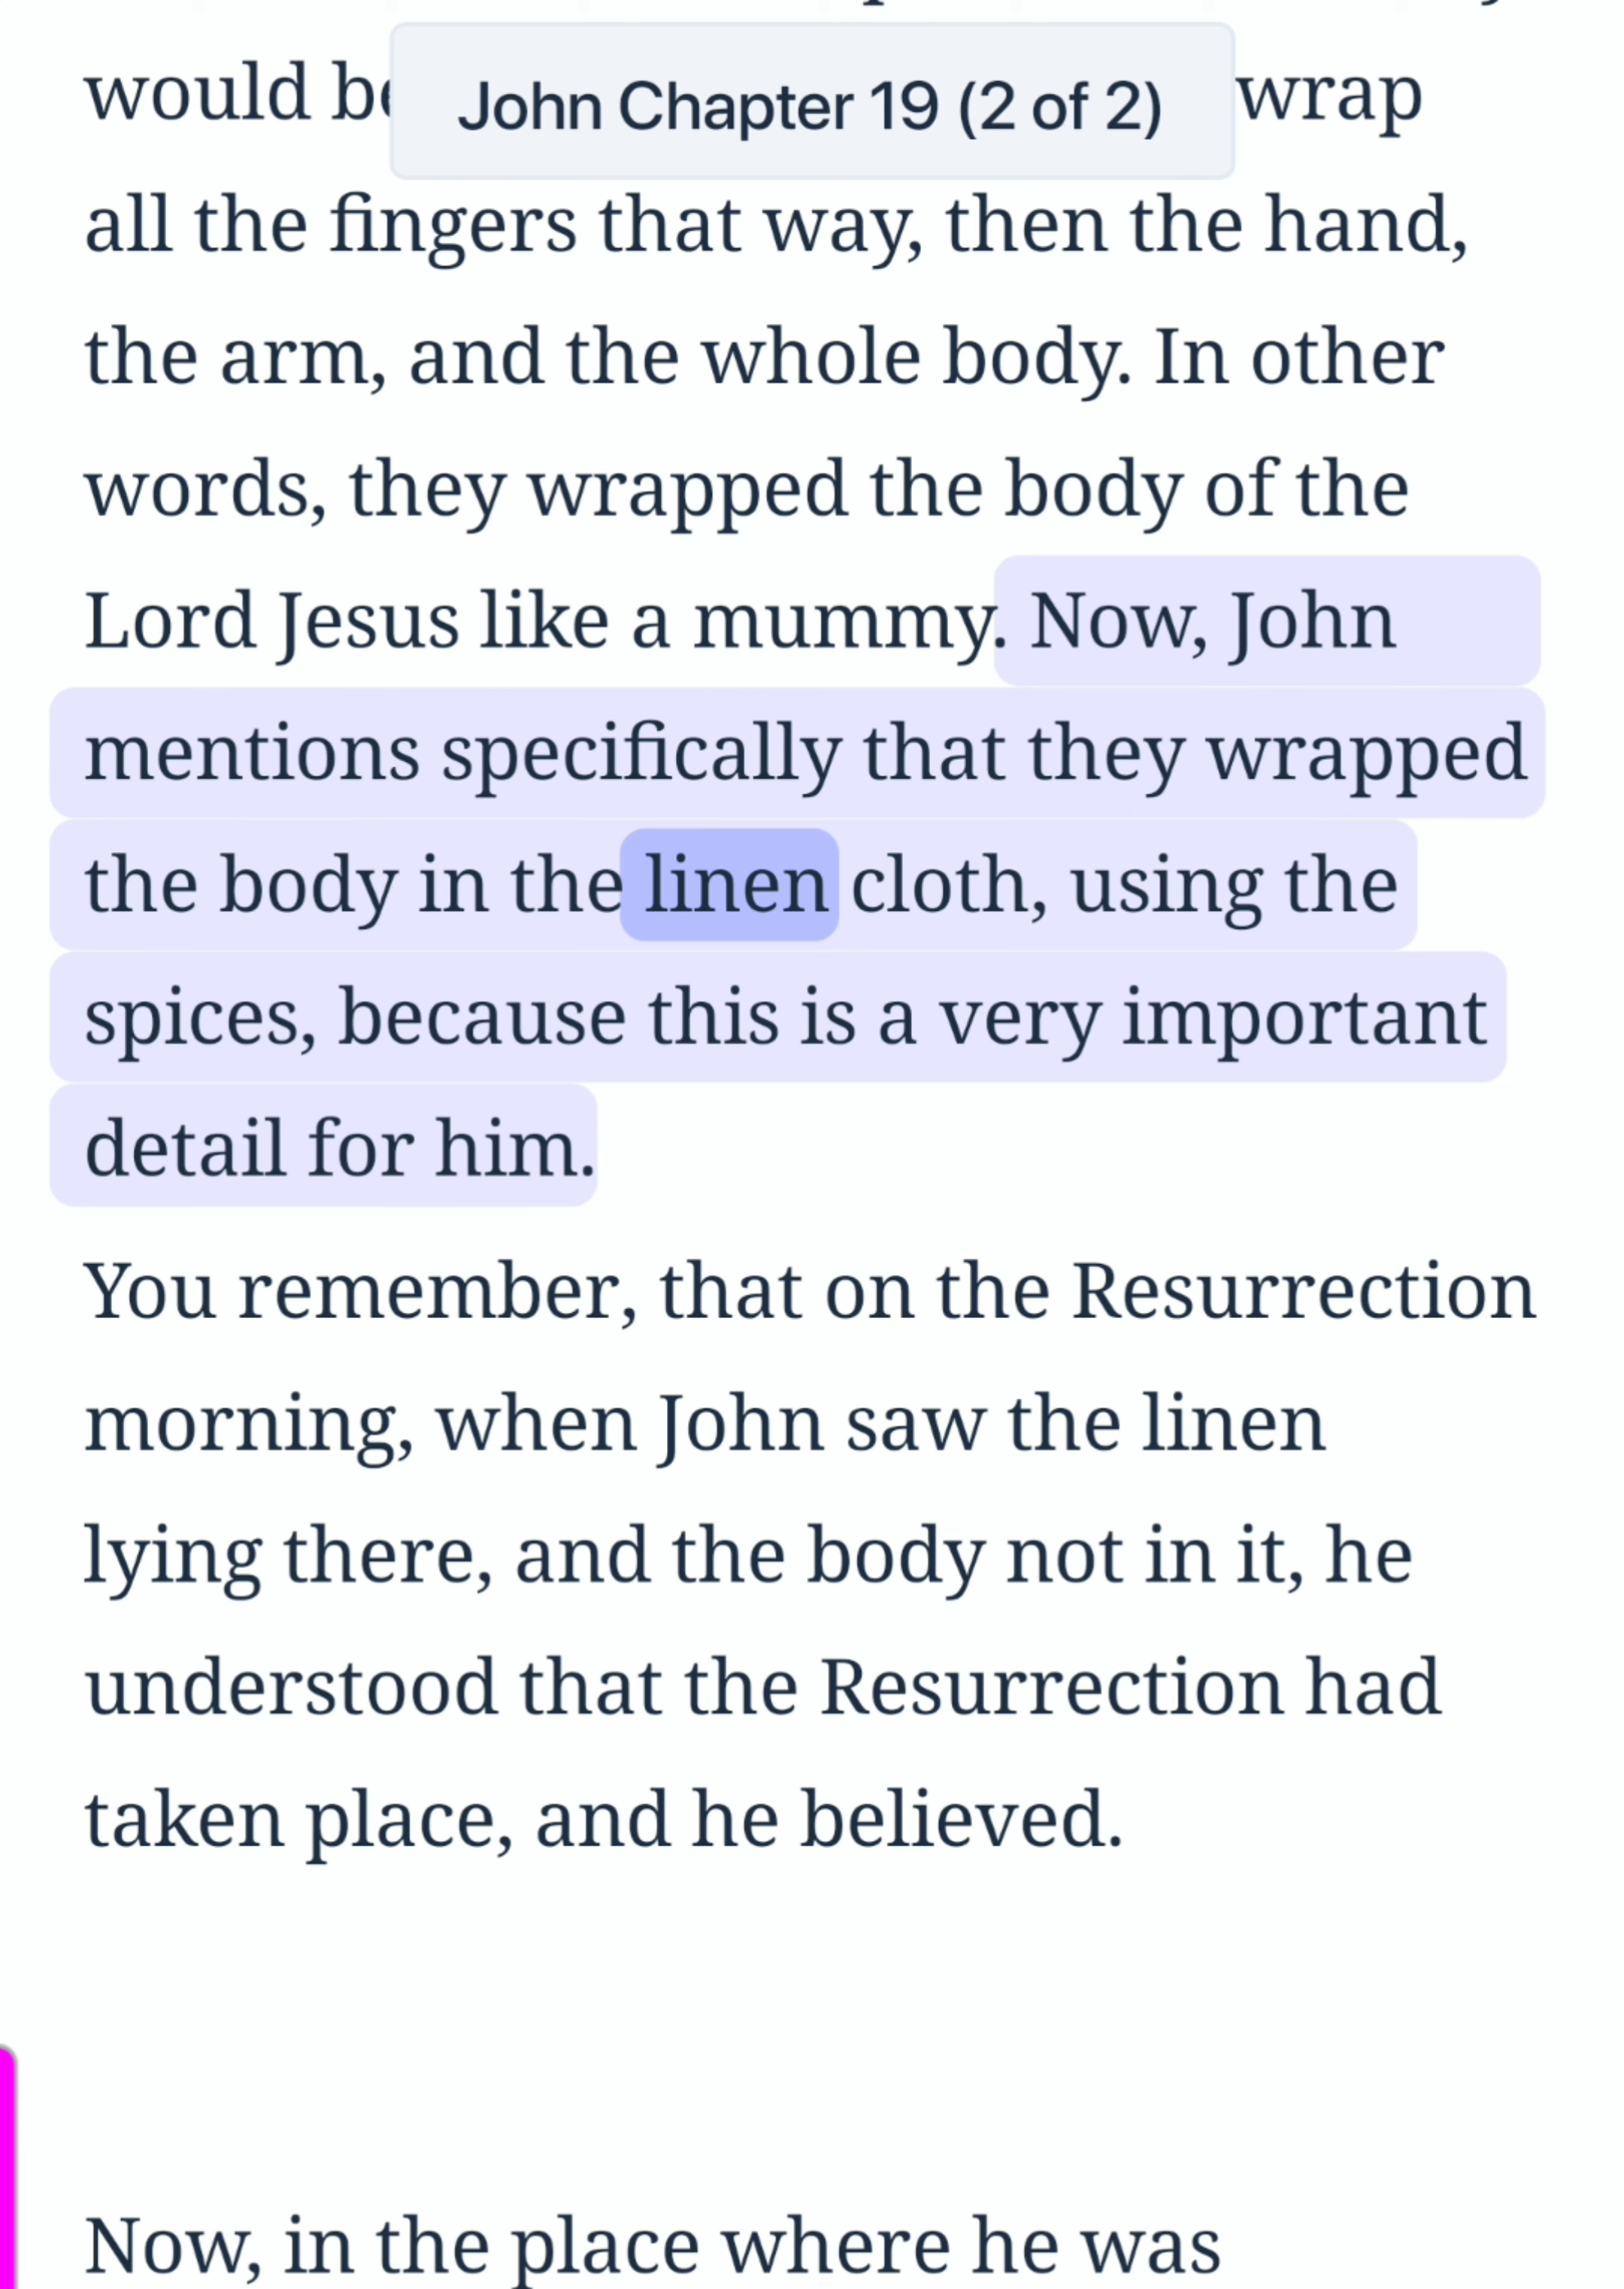 John Chapter 19 (2 of 2)
would wrap
all the fingers that way, then the hand,
the arm, and the whole body. In other
words, they wrapped the body of the
Lord Jesus like a mummy. Now, John
mentions specifically that they wrapped
the body in the linen cloth, using the
spices, because this is a very important
detail for him.
You remember, that on the Resurrection
morning, when John saw the linen
lying there, and the body not in it, he
understood that the Resurrection had
taken place, and he believed.
Now, in the place where he was